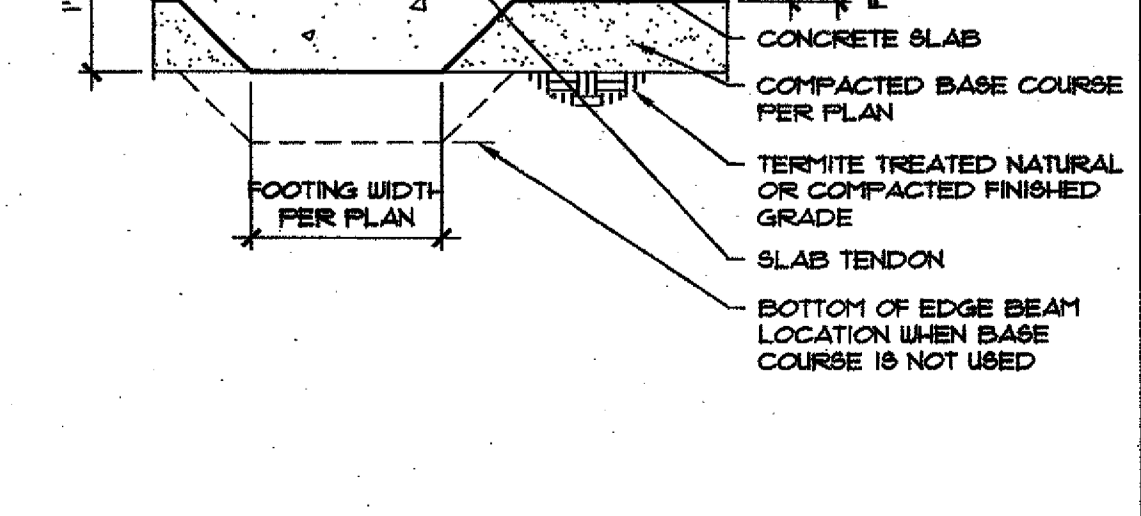 CONCRETE SLAB
COMPACTED BASE COURSE
PER PLAN
TERMITE TREATED NATURAL
OR COMPACTED FINISHED
GRADE
FOOTING WIDTH
PER PLAN
SLAB TENDON
BOTTOM OF EDGE BEAM
LOCATION WHEN BASE
COURSE IS NOT USED